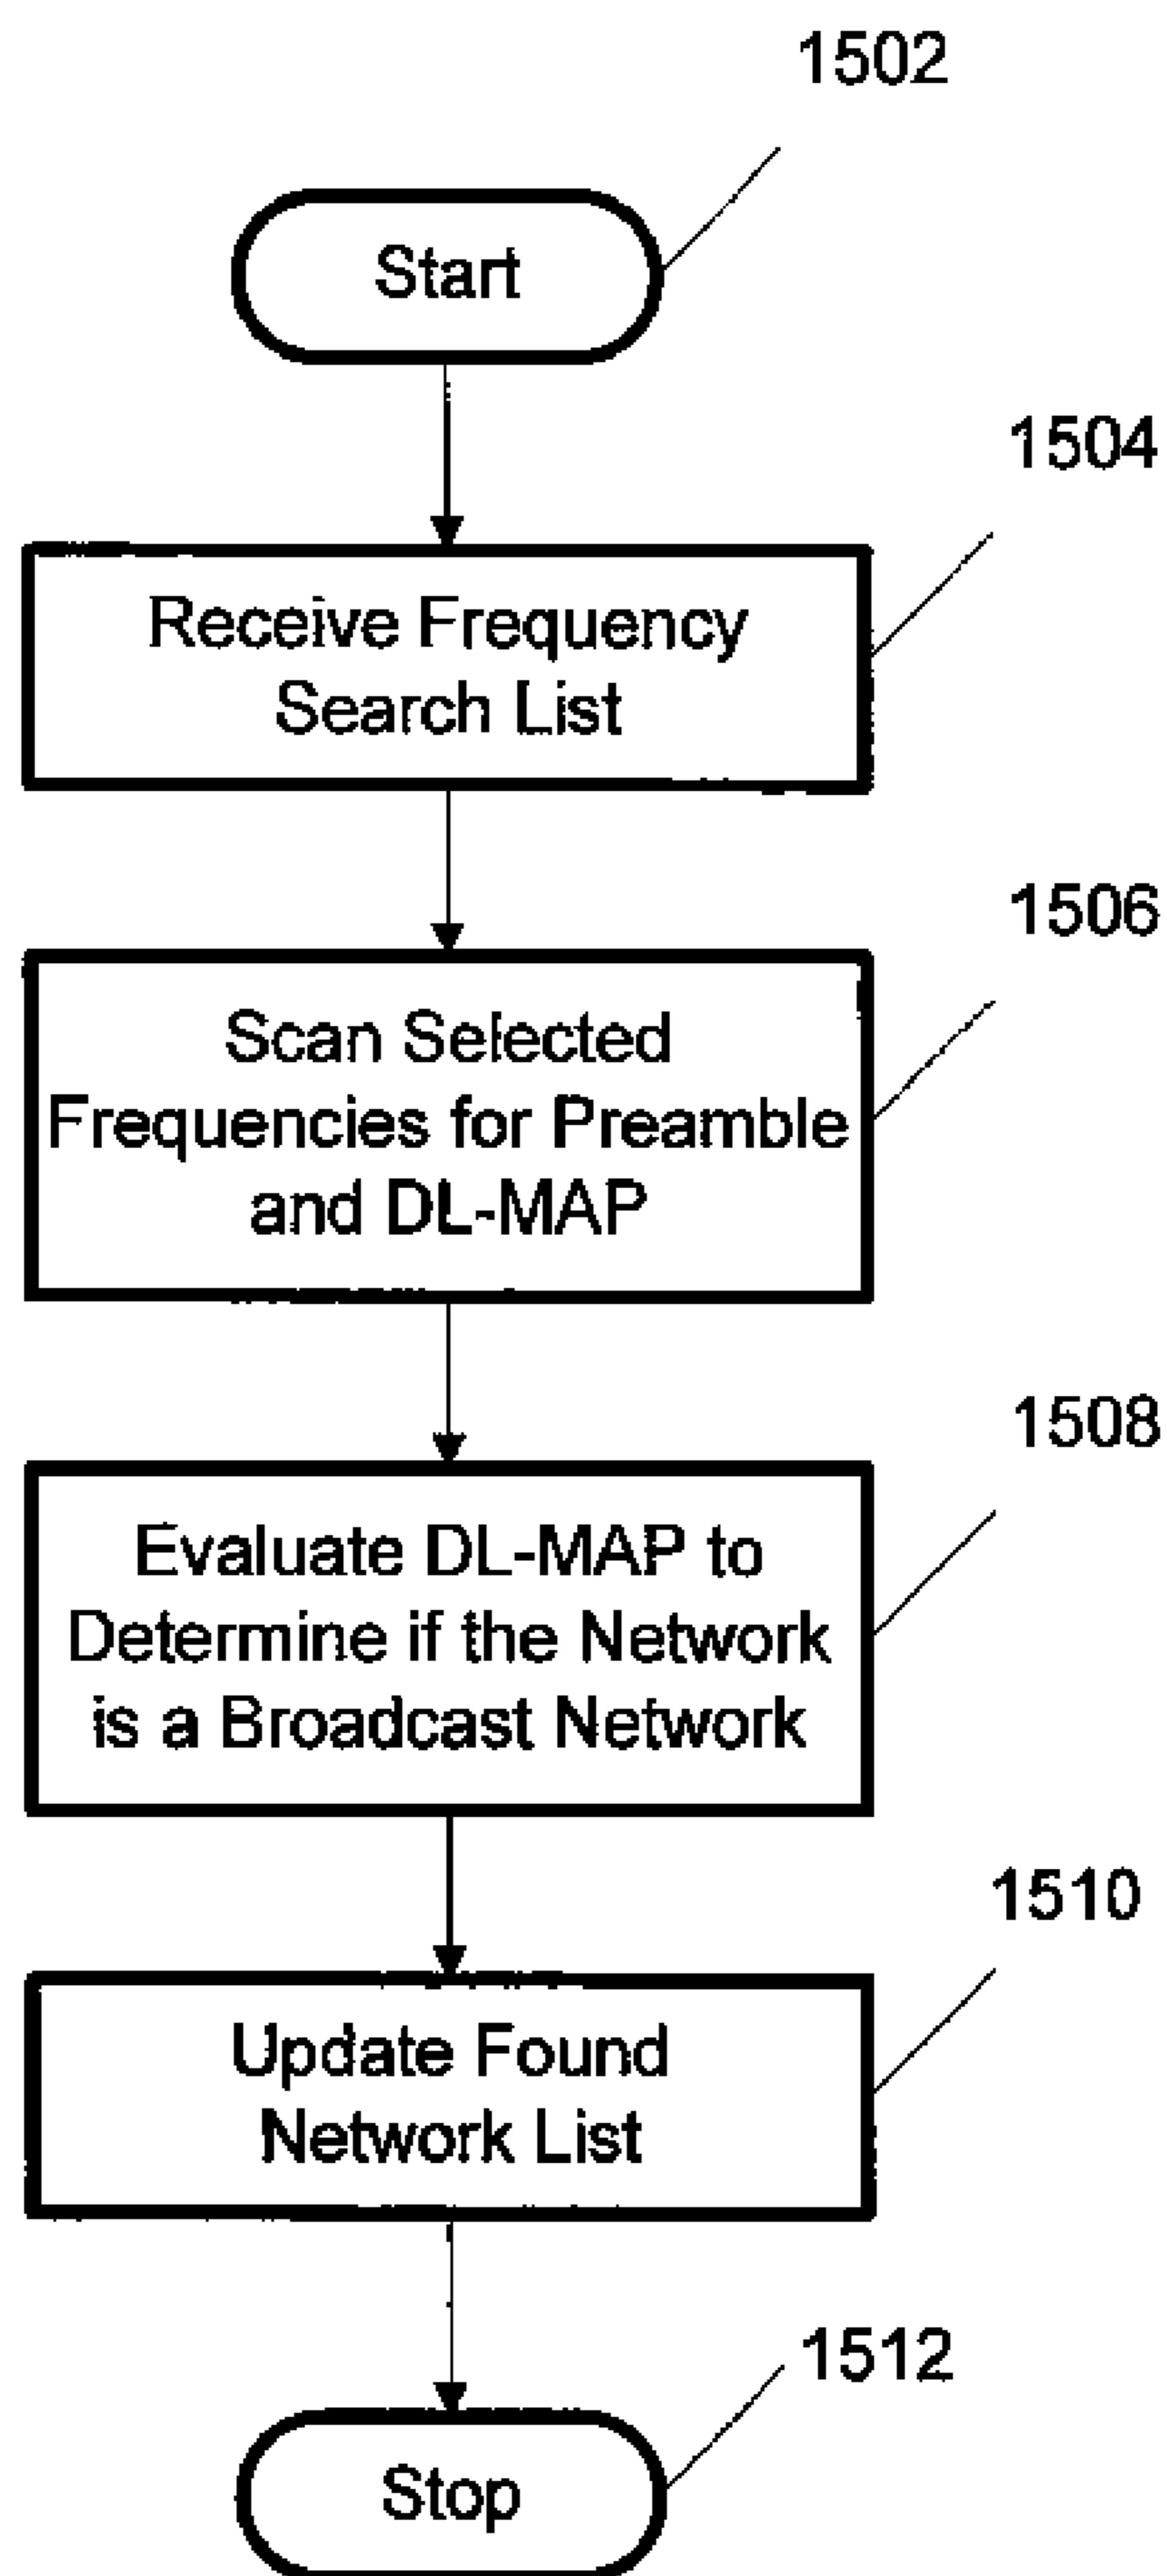 1502
Start
1504
Receive Frequency
Search List
1506
Scan Selected
Frequencies for Preamble
and DL-MAP
1508
Evaluate DL-MAP to
Determine if the Network
is a Broadcast Network
1510
Update Found
Network List
1512
Stop